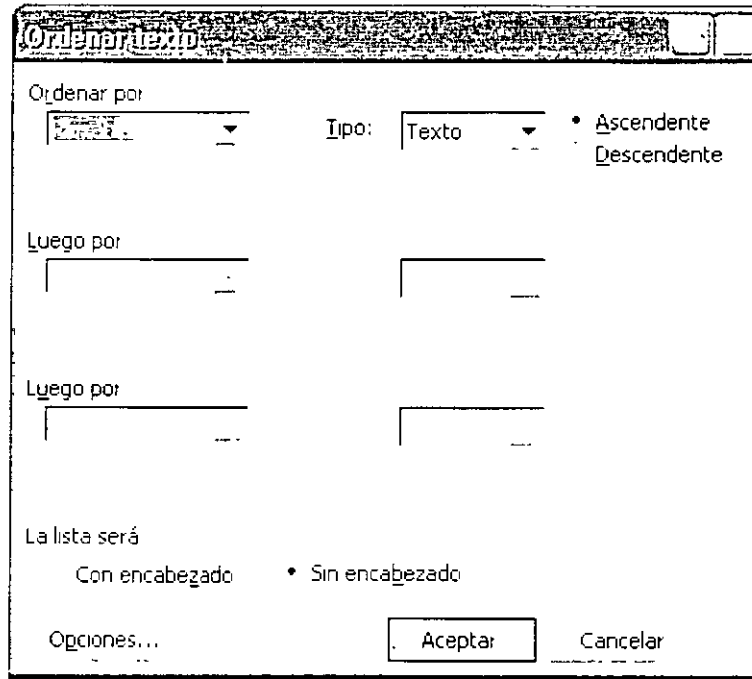 Ordenar texto
Ordenar por
Tipo: Texto Ascendente
Descendente
Luego por
Luego por
La lista será
Con encabezado Sin encabezado
Opciones... Aceptar Cancelar